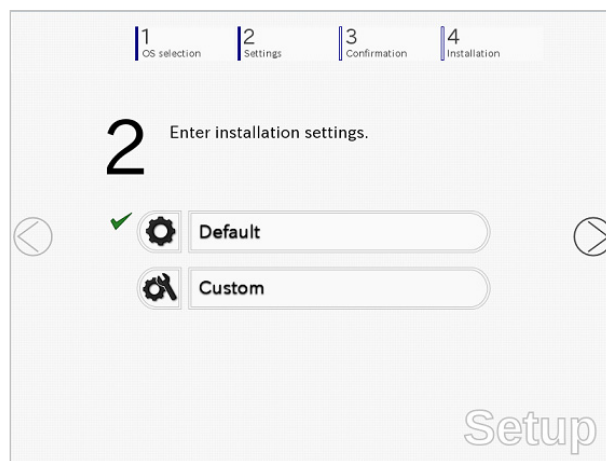 1
OS selection
2
Settings
3
Confirmation
4
Installation
2
Enter installation settings.
Default
Custom
Setup